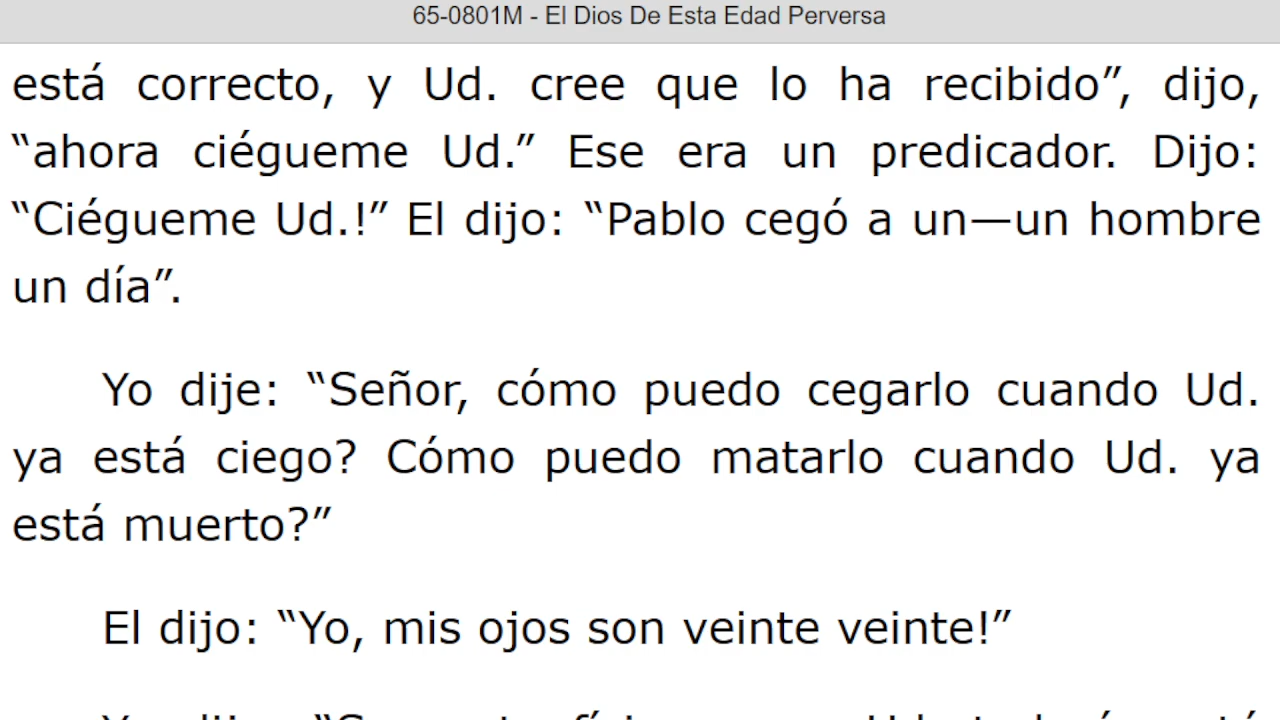 65-0801M - El Dios De Esta Edad Perversa
está correcto, y Ud. cree que lo ha recibido”, dijo,
“ahora ciégueme Ud.” Ese era un predicador. Dijo:
“Ciégueme Ud.!” El dijo: “Pablo cegó a un—un hombre
un día”.
Yo dije: “Señor, cómo puedo cegarlo cuando Ud.
ya está ciego? Cómo puedo matarlo cuando Ud. ya
está muerto?”
El dijo: “Yo, mis ojos son veinte veinte!”